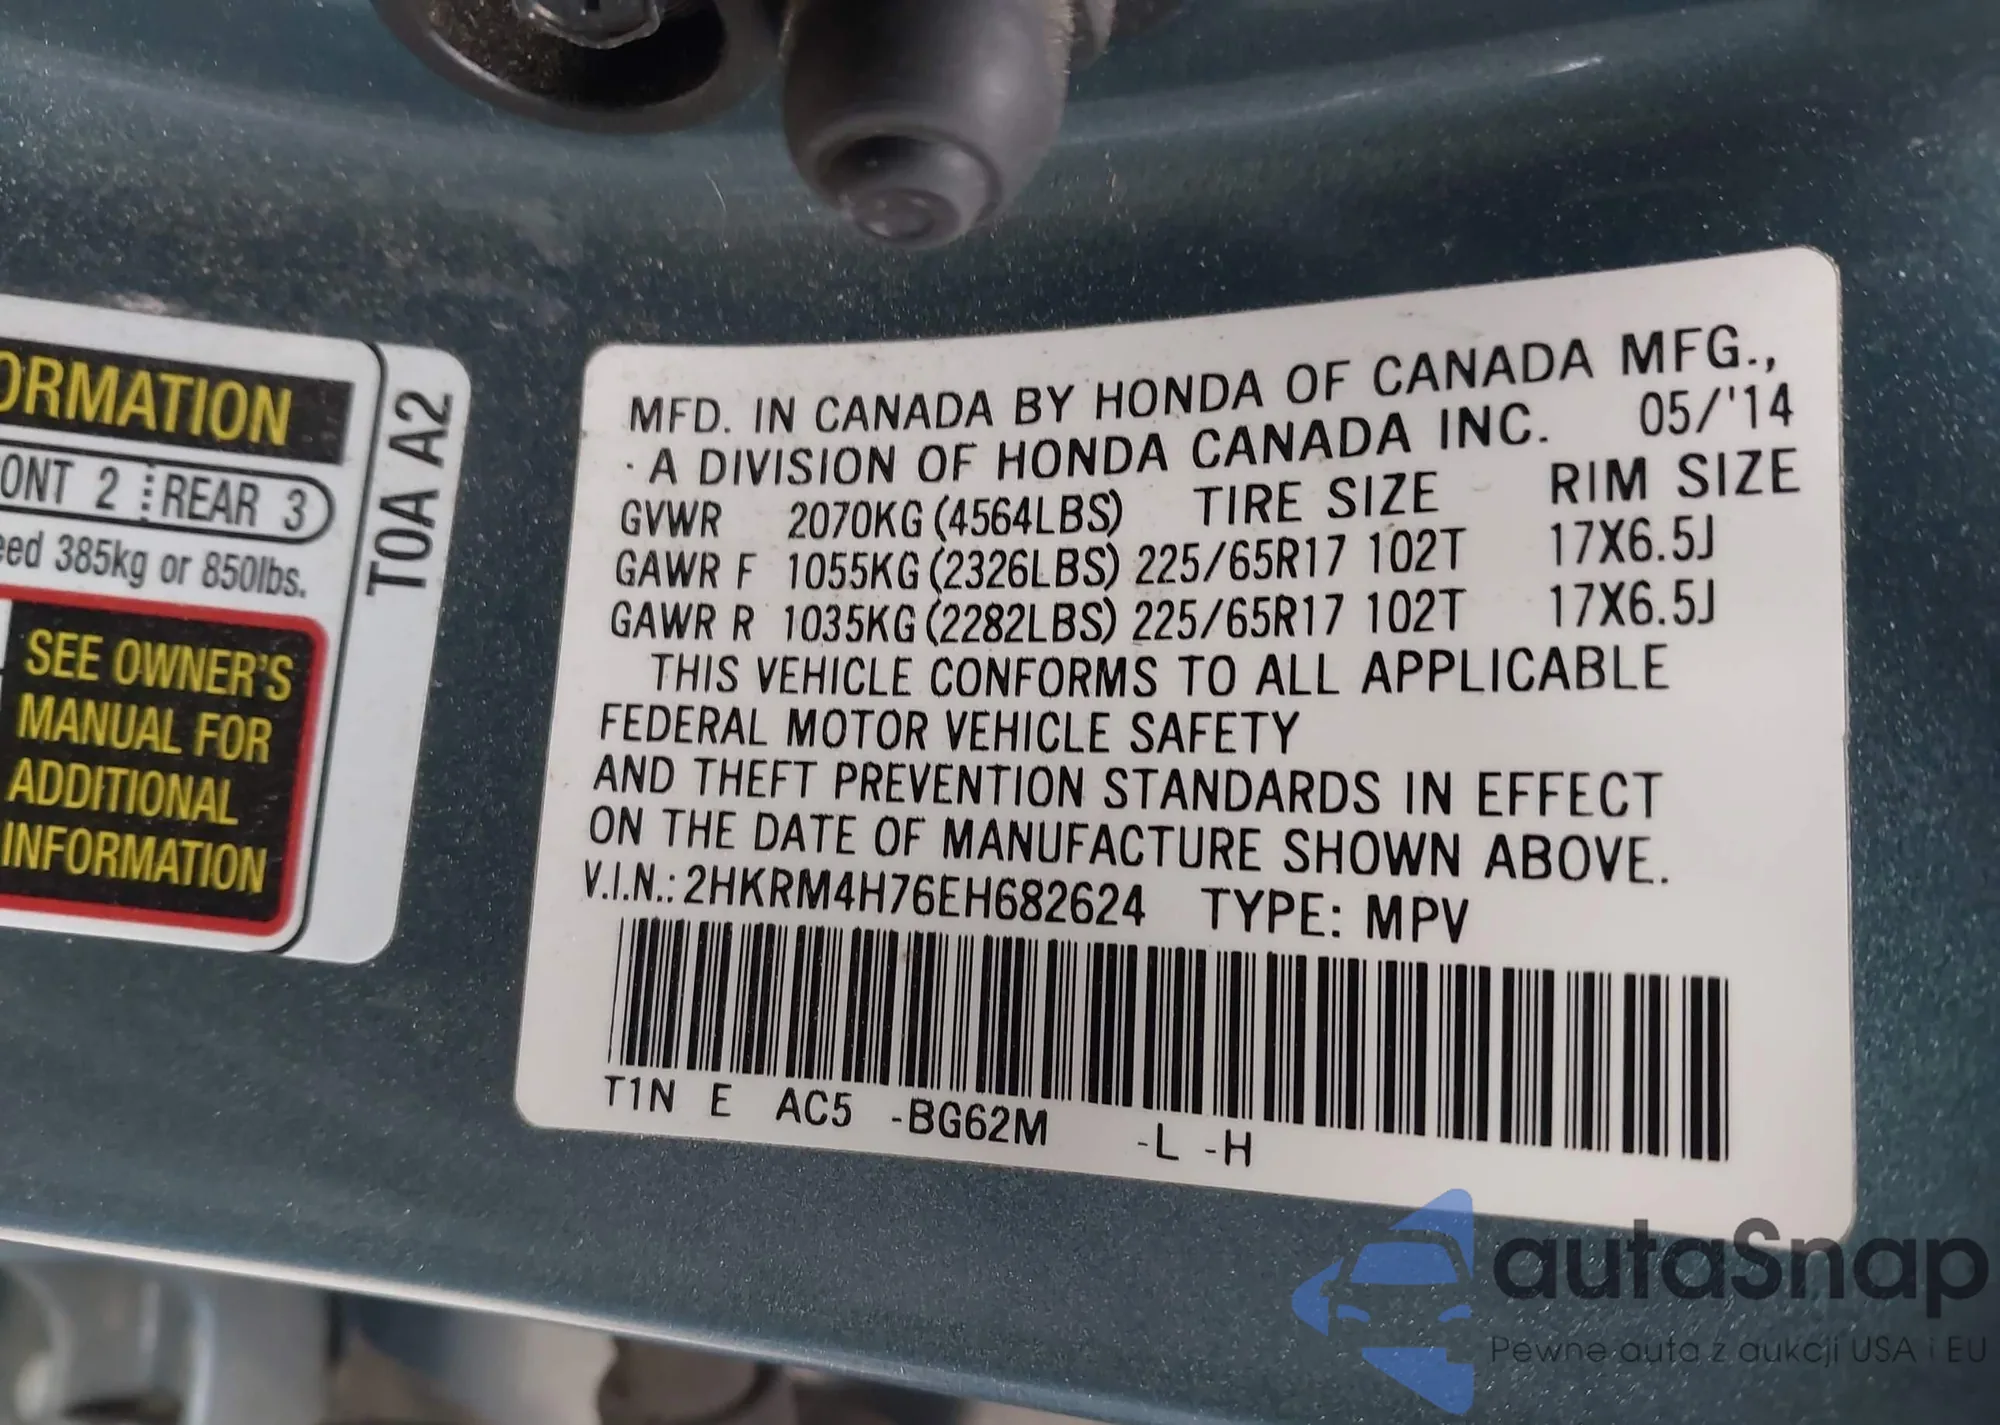 ORMATION
ONT 2 REAR 3
eed 385kg or 850lbs.
SEE OWNER'S
MANUAL FOR
ADDITIONAL
INFORMATION
T0A A2
MFD. IN CANADA BY HONDA OF CANADA MFG.,
A DIVISION OF HONDA CANADA INC. 05/'14
GVWR 2070KG (4564LBS) TIRE SIZE RIM SIZE
GAWR F 1055KG (2326LBS) 225/65R17 102T 17X6.5J
GAWR R 1035KG (2282LBS) 225/65R17 102T 17X6.5J
THIS VEHICLE CONFORMS TO ALL APPLICABLE
FEDERAL MOTOR VEHICLE SAFETY
AND THEFT PREVENTION STANDARDS IN EFFECT
ON THE DATE OF MANUFACTURE SHOWN ABOVE.
V.I.N.: 2HKRM4H76EH682624 TYPE: MPV
T1N E AC5 -BG62M -L -H
autaSnap
Pewne auta z aukcji USA i EU